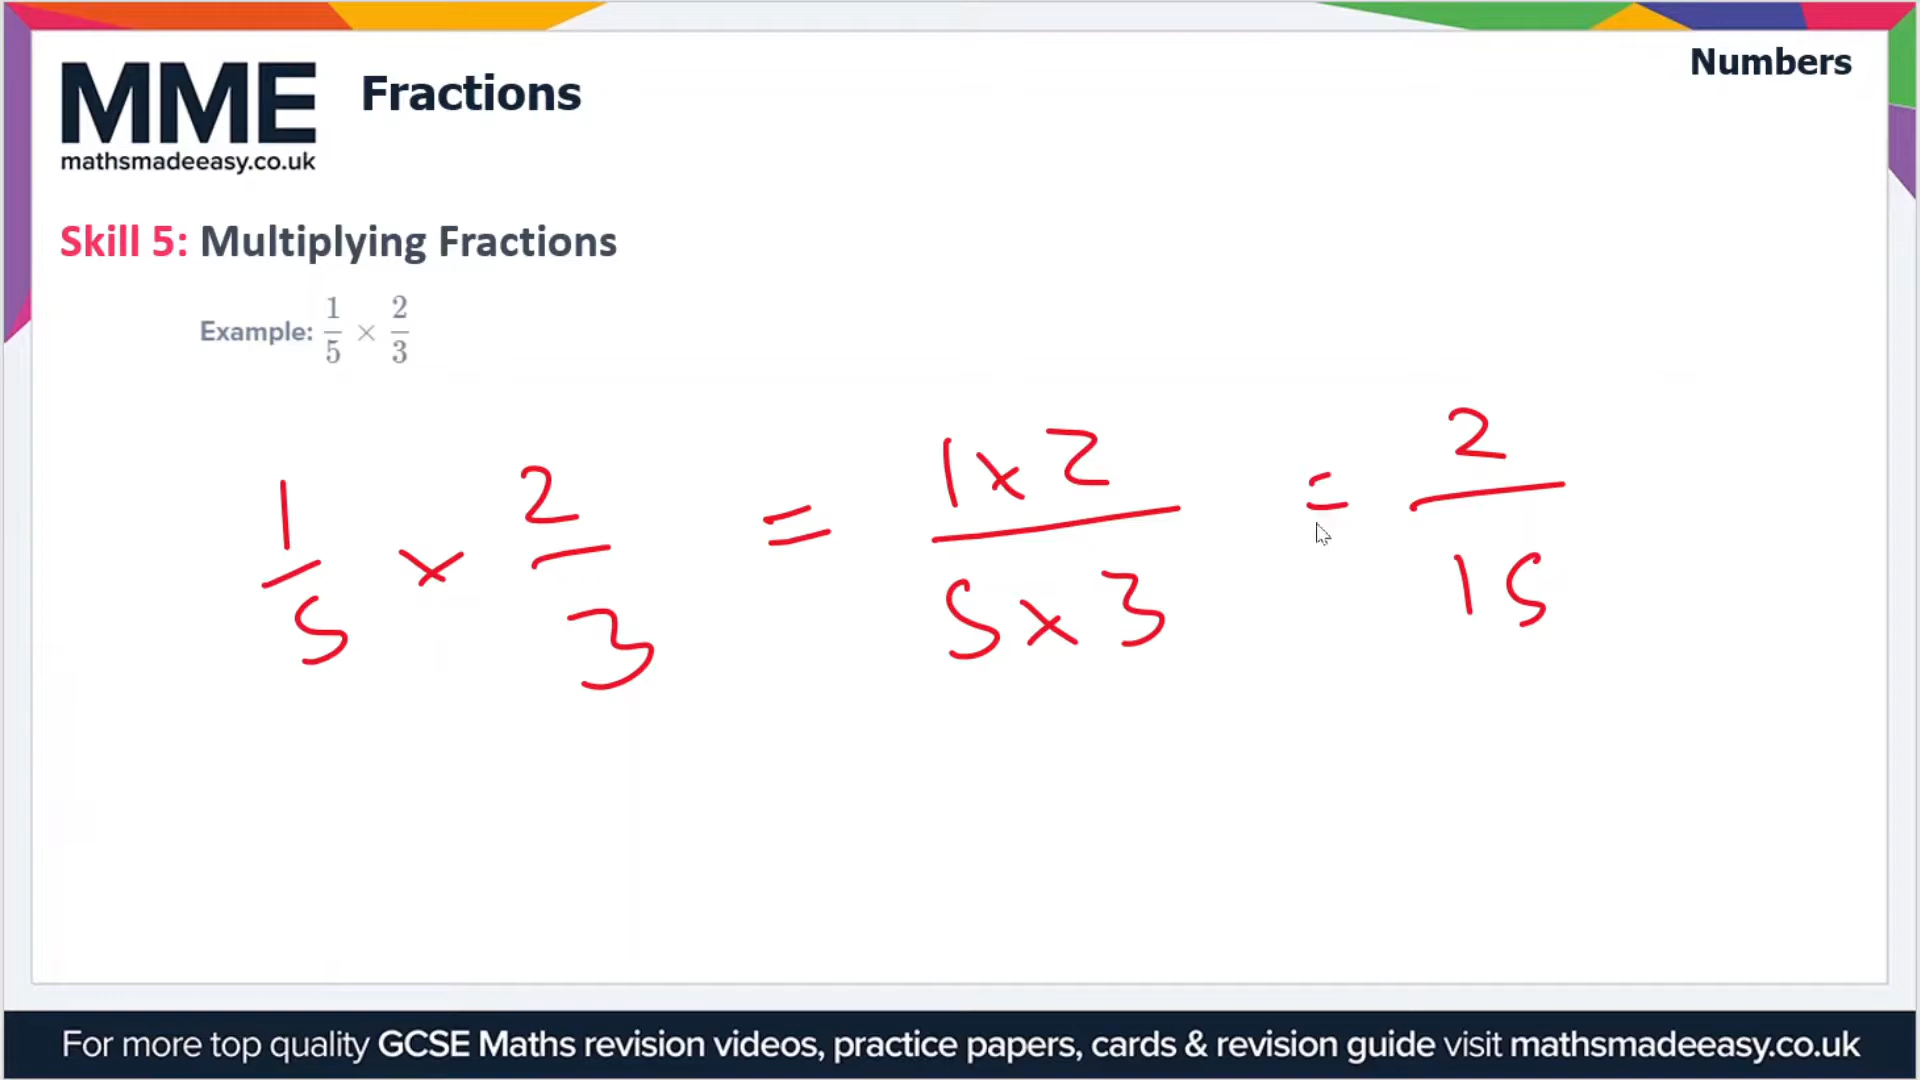 MME
mathsmadeeasy.co.uk
Fractions
Numbers
Skill 5: Multiplying Fractions
Example: 1/5 × 2/3
1/5 × 2/3 = 1×2/5×3 = 2/15
For more top quality GCSE Maths revision videos, practice papers, cards & revision guide visit mathsmadeeasy.co.uk